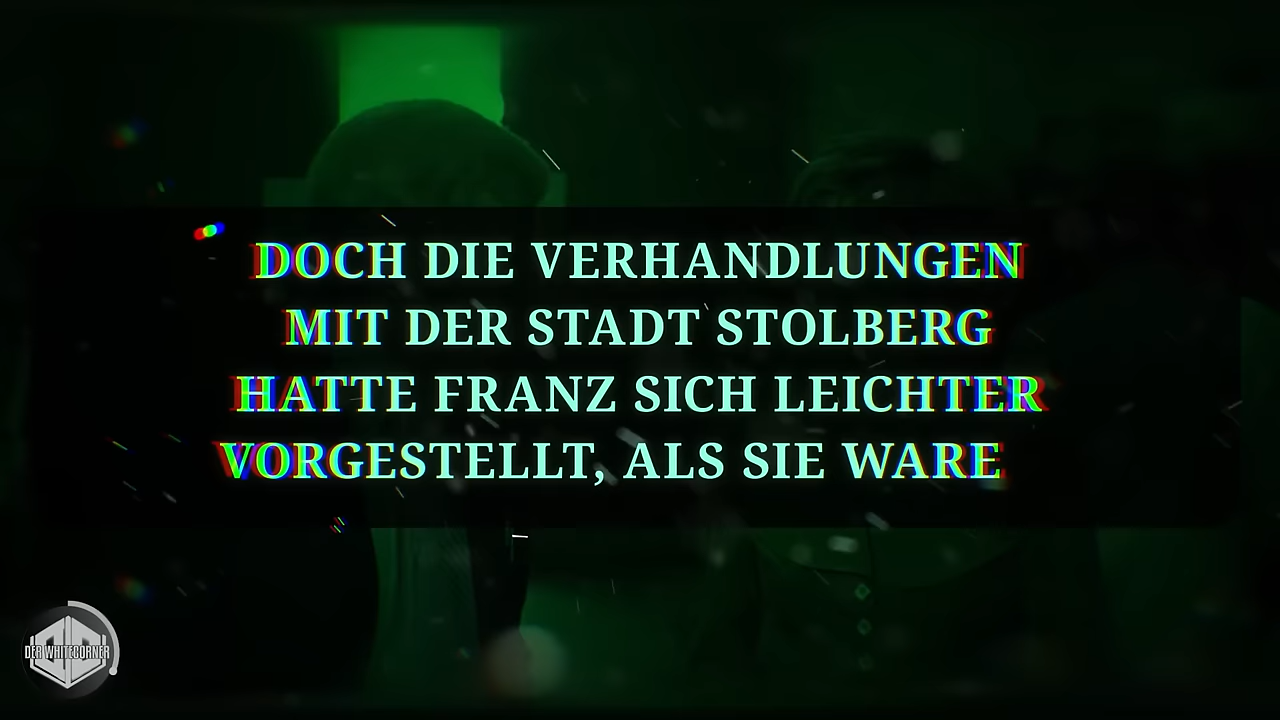 DOCH DIE VERHANDLUNGEN
MIT DER STADT STOLBERG
HATTE FRANZ SICH LEICHTER
VORGESTELLT, ALS SIE WARE
DER WHITECORNER